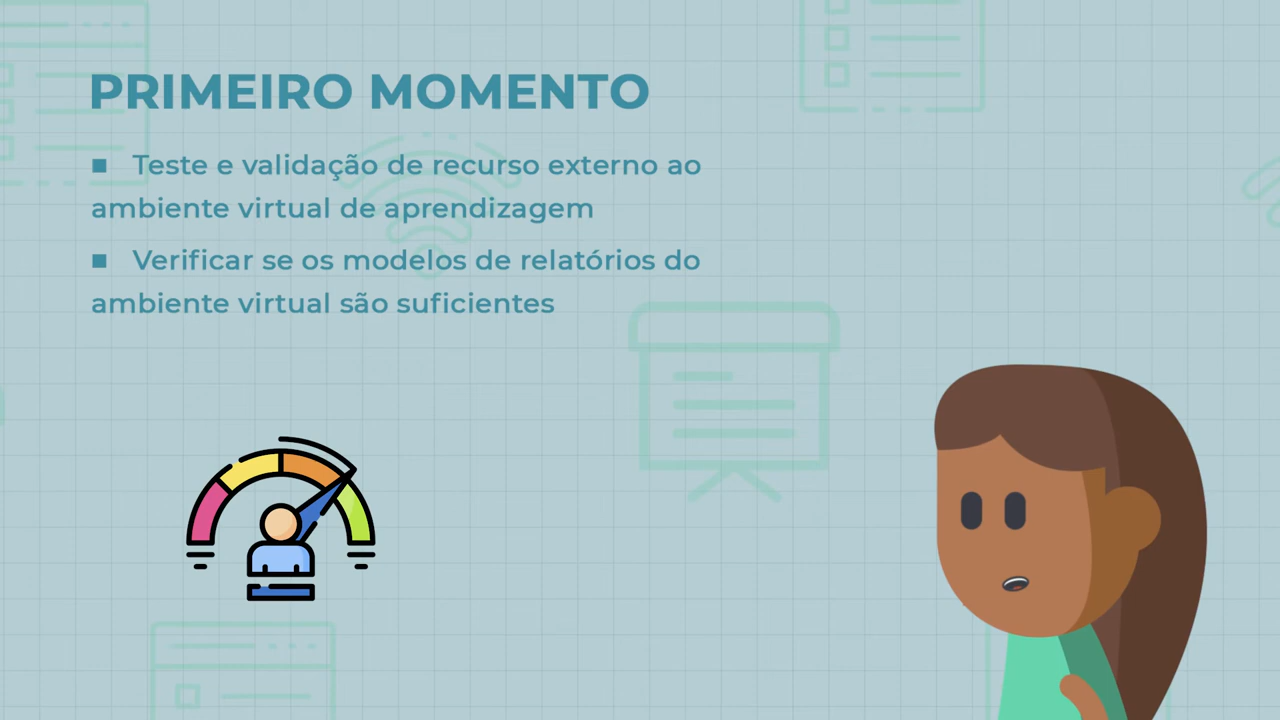 PRIMEIRO MOMENTO
▪ Teste e validação de recurso externo ao
ambiente virtual de aprendizagem
▪ Verificar se os modelos de relatórios do
ambiente virtual são suficientes